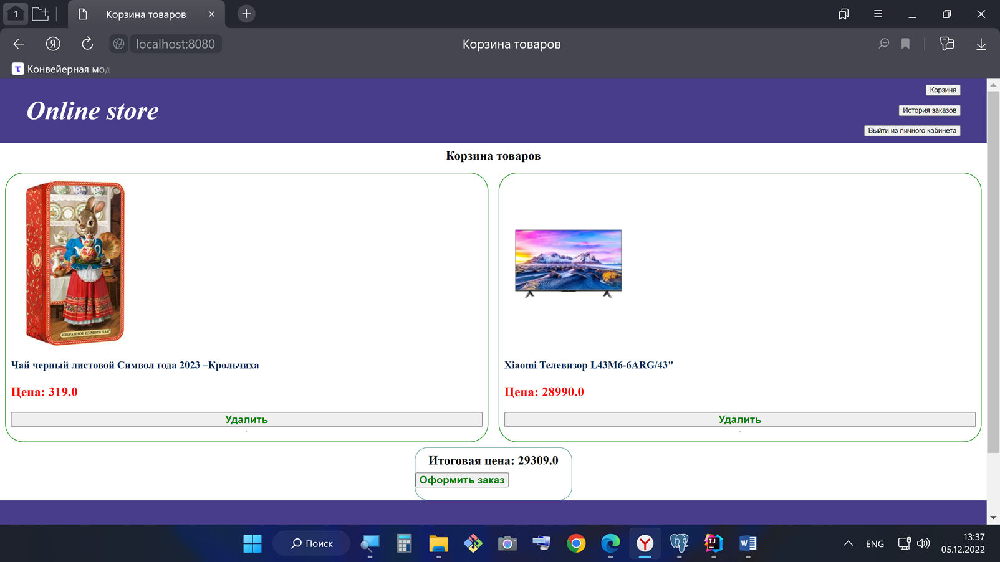 1
Корзина товаров
Я
localhost:8080
Корзина товаров
τ Конвейерная мод
Online store
Корзина
История заказов
Выйти из личного кабинета
Корзина товаров
ИЗБРАННОЕ ИЗ МОРЯ ЧАЯ
Чай черный листовой Символ года 2023 –Крольчиха
Цена: 319.0
Удалить
Xiaomi Телевизор L43M6-6ARG/43"
Цена: 28990.0
Удалить
Итоговая цена: 29309.0
Оформить заказ
Поиск
Y
IJ
W
ENG
13:37
05.12.2022